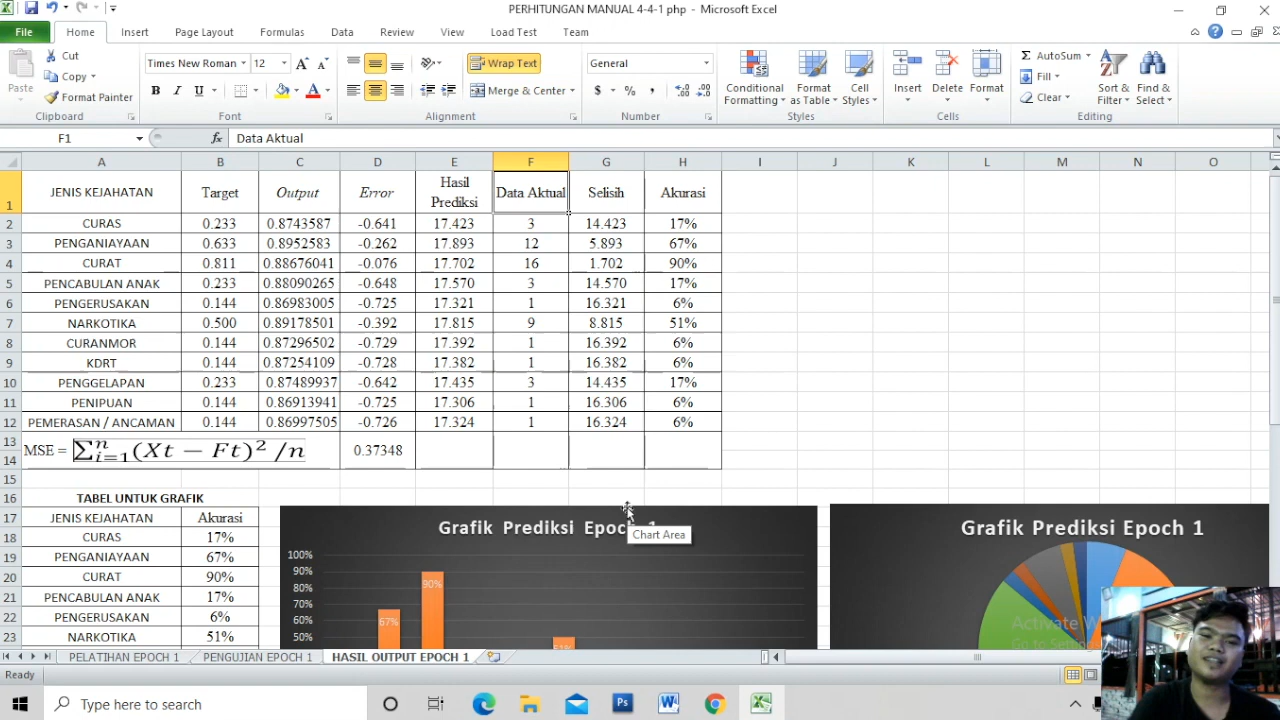 PERHITUNGAN MANUAL 4-4-1 php - Microsoft Excel
File Home Insert Page Layout Formulas Data Review View Load Test Team
Paste Cut Copy Format Painter Clipboard
Times New Roman 12 B I U A A A Font
Wrap Text Merge & Center Alignment
General $ % , Number
Conditional Formatting Format as Table Cell Styles Styles
Insert Delete Format Cells
AutoSum Fill Clear Sort & Filter Find & Select Editing
F1 fx Data Aktual
A B C D E F G H I J K L M N O
1 JENIS KEJAHATAN Target Output Error Hasil Prediksi Data Aktual Selisih Akurasi
2 CURAS 0.233 0.8743587 -0.641 17.423 3 14.423 17%
3 PENGANIAYAAN 0.633 0.8952583 -0.262 17.893 12 5.893 67%
4 CURAT 0.811 0.88676041 -0.076 17.702 16 1.702 90%
5 PENCABULAN ANAK 0.233 0.88090265 -0.648 17.570 3 14.570 17%
6 PENGERUSAKAN 0.144 0.86983005 -0.725 17.321 1 16.321 6%
7 NARKOTIKA 0.500 0.89178501 -0.392 17.815 9 8.815 51%
8 CURANMOR 0.144 0.87296502 -0.729 17.392 1 16.392 6%
9 KDRT 0.144 0.87254109 -0.728 17.382 1 16.382 6%
10 PENGGELAPAN 0.233 0.87489937 -0.642 17.435 3 14.435 17%
11 PENIPUAN 0.144 0.86913941 -0.725 17.306 1 16.306 6%
12 PEMERASAN / ANCAMAN 0.144 0.86997505 -0.726 17.324 1 16.324 6%
13
MSE = ∑ⁿᵢ₌₁(Xt − Ft)² /n 0.37348
14
15
16 TABEL UNTUK GRAFIK
17 JENIS KEJAHATAN Akurasi
18 CURAS 17%
19 PENGANIAYAAN 67%
20 CURAT 90%
21 PENCABULAN ANAK 17%
22 PENGERUSAKAN 6%
23 NARKOTIKA 51%
Grafik Prediksi Epoch 1
Chart Area
100%
90%
80%
70%
60%
50%
67% 90% 51%
Grafik Prediksi Epoch 1
Activate W
Go to Setting
PELATIHAN EPOCH 1 PENGUJIAN EPOCH 1 HASIL OUTPUT EPOCH 1
Ready
Type here to search